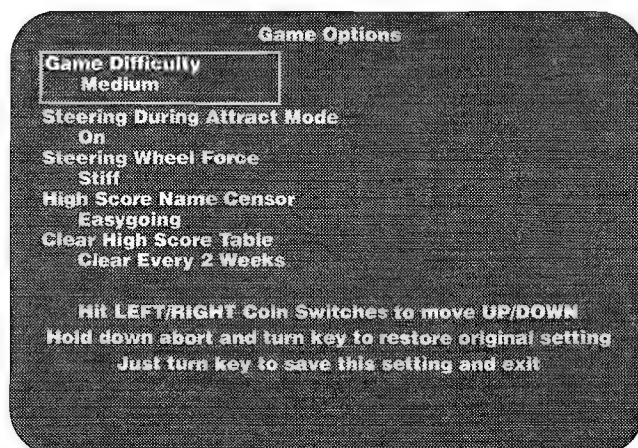 Game Options
Game Difficulty
Medium
Steering During Attract Mode
On
Steering Wheel Force
Stiff
High Score Name Censor
Easygoing
Clear High Score Table
Clear Every 2 Weeks
Hit LEFT/RIGHT Coin Switches to move UP/DOWN
Hold down abort and turn key to restore original setting
Just turn key to save this setting and exit